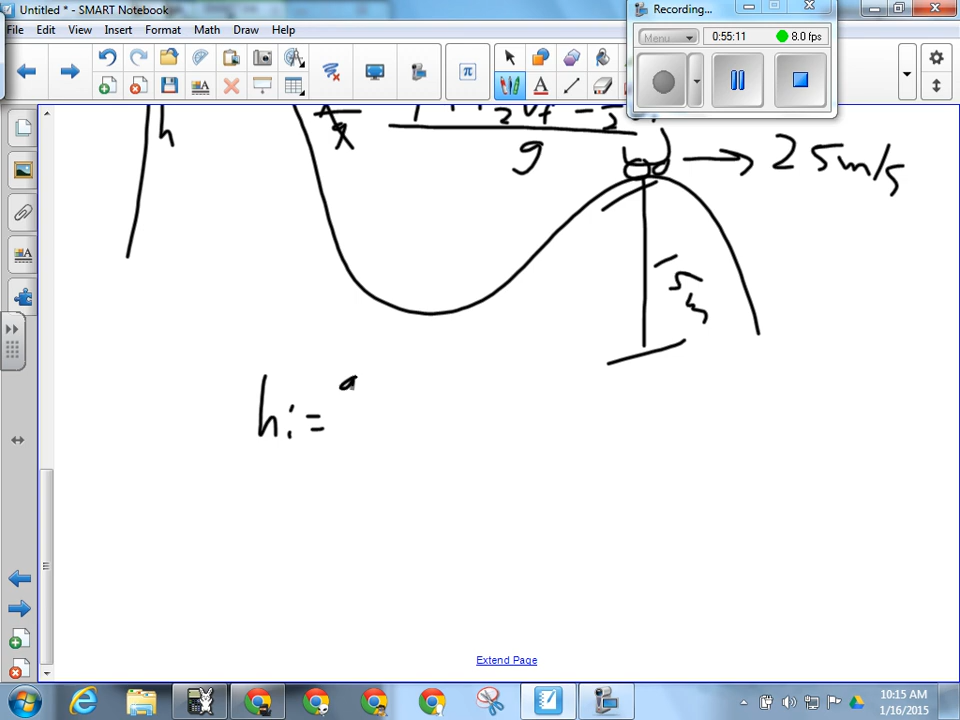 Untitled * - SMART Notebook
Recording...
File Edit View Insert Format Math Draw Help
Menu
0:55:11
8.0 fps
π
A
h
g
25m/s
5m
hi =
Extend Page
10:15 AM
1/16/2015